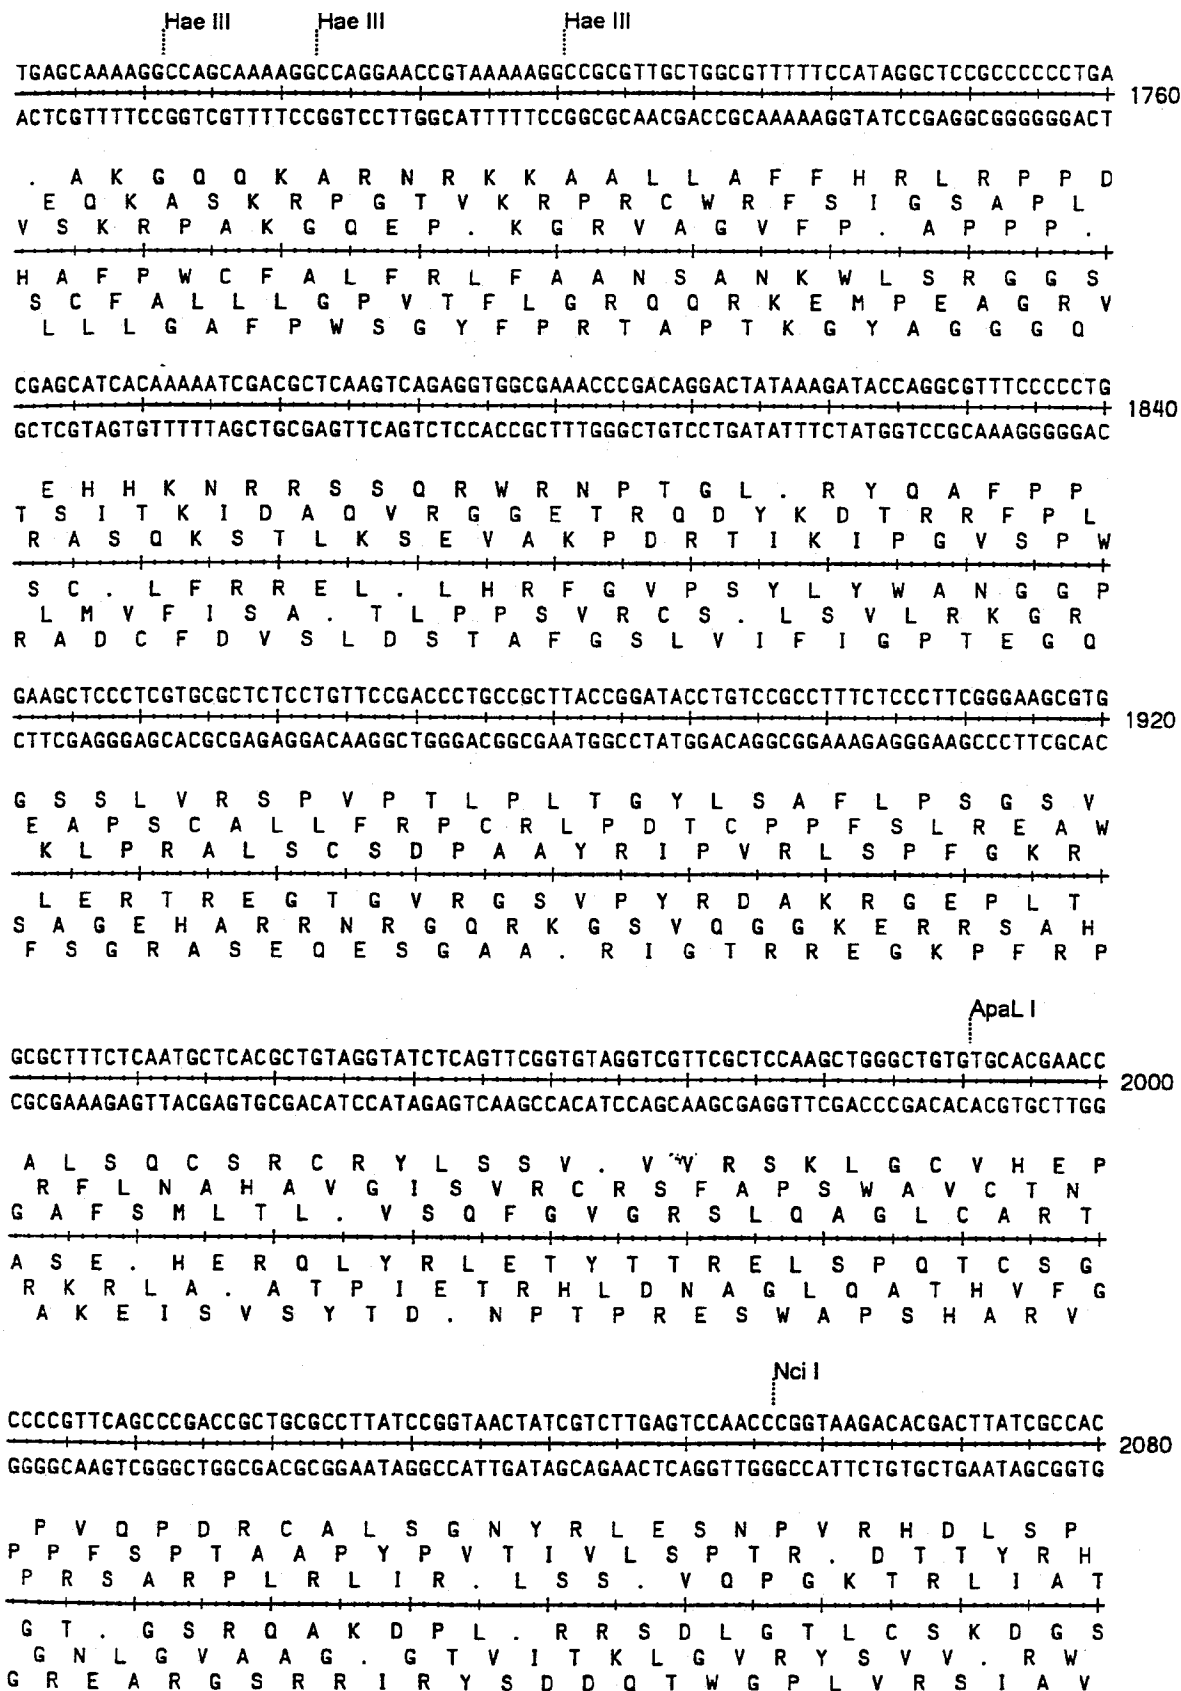 Hae III Hae III Hae III
TGAGCAAAAGGCCAGCAAAAGGCCAGGAACCGTAAAAAGGCCGCGTTGCTGGCGTTTTTCCATAGGCTCCGCCCCCCTGA
1760
ACTCGTTTTCCGGTCGTTTTCCGGTCCTTGGCATTTTTCCGGCGCAACGACCGCAAAAAGGTATCCGAGGCGGGGGGACT
. A K G Q Q K A R N R K K A A L L A F F H R L R P P D
E Q K A S K R P G T V K R P R C W R F S I G S A P L
V S K R P A K G Q E P . K G R V A G V F P . A P P P .
H A F P W C F A L F R L F A A N S A N K W L S R G G S
S C F A L L L G P V T F L G R Q Q R K E M P E A G R V
L L L G A F P W S G Y F P R T A P T K G Y A G G G Q
CGAGCATCACAAAAATCGACGCTCAAGTCAGAGGTGGCGAAACCCGACAGGACTATAAAGATACCAGGCGTTTCCCCCTG
1840
GCTCGTAGTGTTTTTAGCTGCGAGTTCAGTCTCCACCGCTTTGGGCTGTCCTGATATTTCTATGGTCCGCAAAGGGGGAC
E H H K N R R S S Q R W R N P T G L . R Y Q A F P P
T S I T K I D A Q V R G G E T R Q D Y K D T R R F P L
R A S Q K S T L K S E V A K P D R T I K I P G V S P W
S C . L F R R E L . L H R F G V P S Y L Y W A N G G P
L M V F I S A . T L P P S V R C S . L S V L R K G R
R A D C F D V S L D S T A F G S L V I F I G P T E G Q
GAAGCTCCCTCGTGCGCTCTCCTGTTCCGACCCTGCCGCTTACCGGATACCTGTCCGCCTTTCTCCCTTCGGGAAGCGTG
1920
CTTCGAGGGAGCACGCGAGAGGACAAGGCTGGGACGGCGAATGGCCTATGGACAGGCGGAAAGAGGGAAGCCCTTCGCAC
G S S L V R S P V P T L P L T G Y L S A F L P S G S V
E A P S C A L L F R P C R L P D T C P P F S L R E A W
K L P R A L S C S D P A A Y R I P V R L S P F G K R
L E R T R E G T G V R G S V P Y R D A K R G E P L T
S A G E H A R R N R G Q R K G S V Q G G K E R R S A H
F S G R A S E Q E S G A A . R I G T R R E G K P F R P
ApaL I
GCGCTTTCTCAATGCTCACGCTGTAGGTATCTCAGTTCGGTGTAGGTCGTTCGCTCCAAGCTGGGCTGTGTGCACGAACC
2000
CGCGAAAGAGTTACGAGTGCGACATCCATAGAGTCAAGCCACATCCAGCAAGCGAGGTTCGACCCGACACACGTGCTTGG
A L S Q C S R C R Y L S S V . V V R S K L G C V H E P
R F L N A H A V G I S V R C R S F A P S W A V C T N
G A F S M L T L . V S Q F G V G R S L Q A G L C A R T
A S E . H E R Q L Y R L E T Y T T R E L S P Q T C S G
R K R L A . A T P I E T R H L D N A G L Q A T H V F G
A K E I S V S Y T D . N P T P R E S W A P S H A R V
Nci I
CCCCGTTCAGCCCGACCGCTGCGCCTTATCCGGTAACTATCGTCTTGAGTCCAACCCGGTAAGACACGACTTATCGCCAC
2080
GGGGCAAGTCGGGCTGGCGACGCGGAATAGGCCATTGATAGCAGAACTCAGGTTGGGCCATTCTGTGCTGAATAGCGGTG
P V Q P D R C A L S G N Y R L E S N P V R H D L S P
P P F S P T A A P Y P V T I V L S P T R . D T T Y R H
P R S A R P L R L I R . L S S . V Q P G K T R L I A T
G T . G S R Q A K D P L . R R S D L G T L C S K D G S
G N L G V A A G . G T V I T K L G V R Y S V V . R W
G R E A R G S R R I R Y S D D Q T W G P L V R S I A V